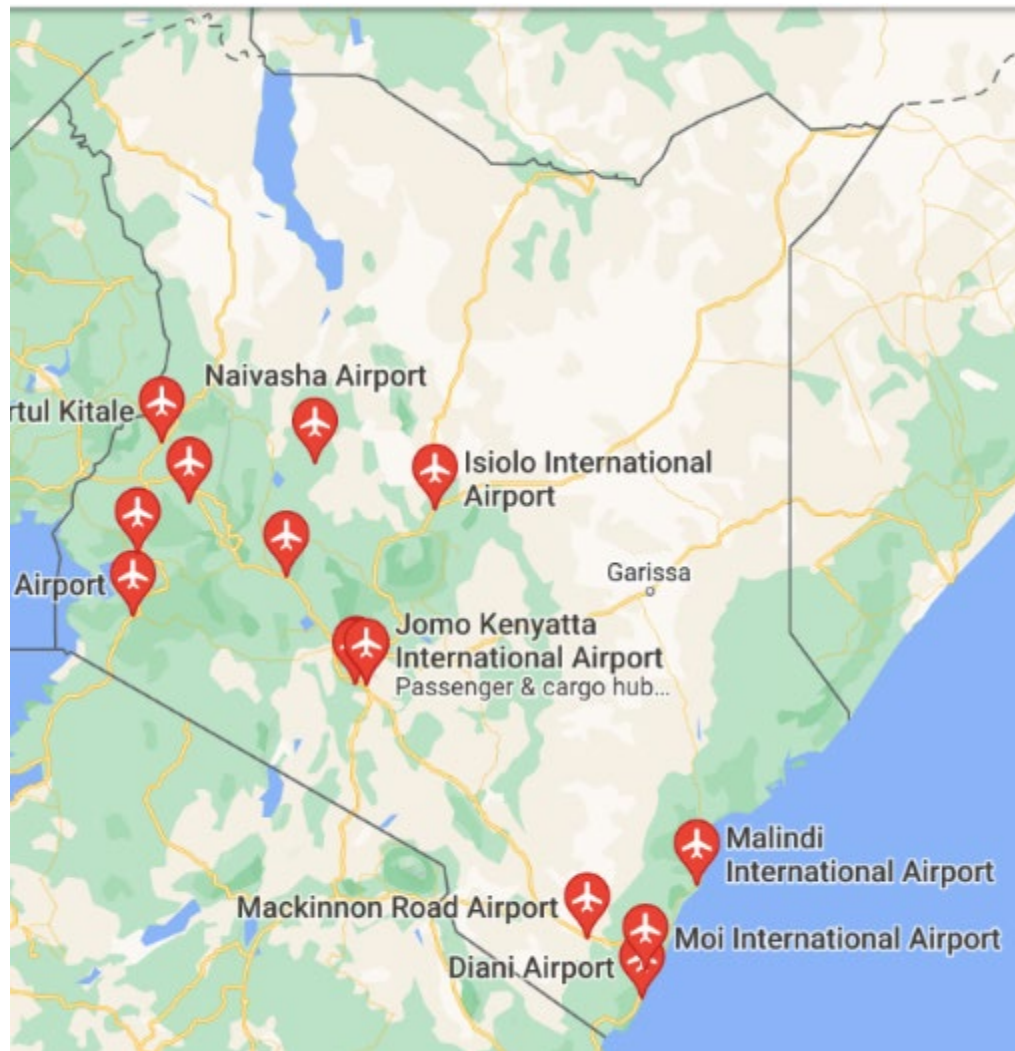 Naivasha Airport
rtul Kitale
Isiolo International
Airport
Garissa
Airport
Jomo Kenyatta
International Airport
Passenger & cargo hub...
Malindi
International Airport
Mackinnon Road Airport
Moi International Airport
Diani Airport